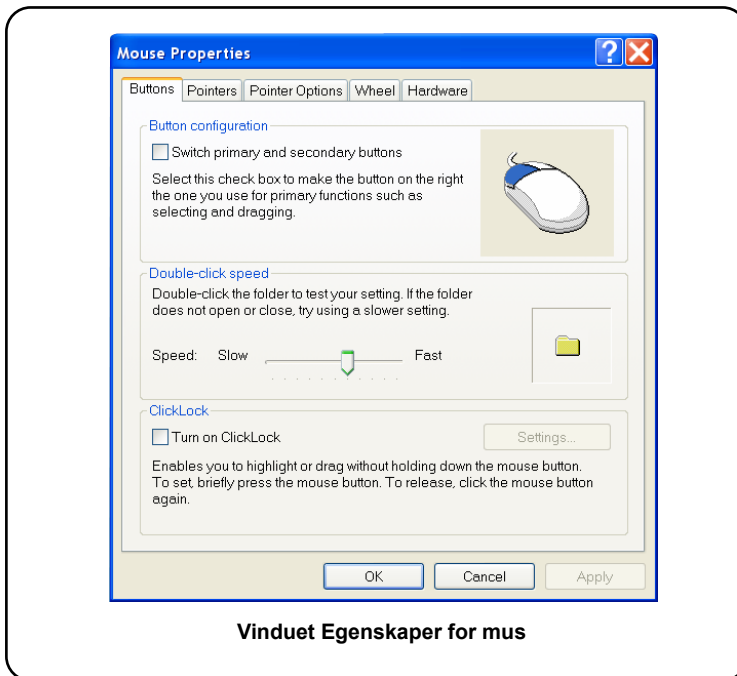 Mouse Properties
Buttons Pointers Pointer Options Wheel Hardware
Button configuration
Switch primary and secondary buttons
Select this check box to make the button on the right
the one you use for primary functions such as
selecting and dragging.
Double-click speed
Double-click the folder to test your setting. If the folder
does not open or close, try using a slower setting.
Speed: Slow Fast
ClickLock
Turn on ClickLock Settings...
Enables you to highlight or drag without holding down the mouse button.
To set, briefly press the mouse button. To release, click the mouse button
again.
OK Cancel Apply
Vinduet Egenskaper for mus